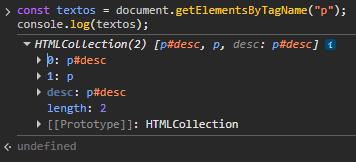 > const textos = document.getElementsByTagName("p");
console.log(textos);
▼ HTMLCollection(2) [p#desc, p, desc: p#desc] i
▶ 0: p#desc
▶ 1: p
▶ desc: p#desc
length: 2
▶ [[Prototype]]: HTMLCollection
undefined